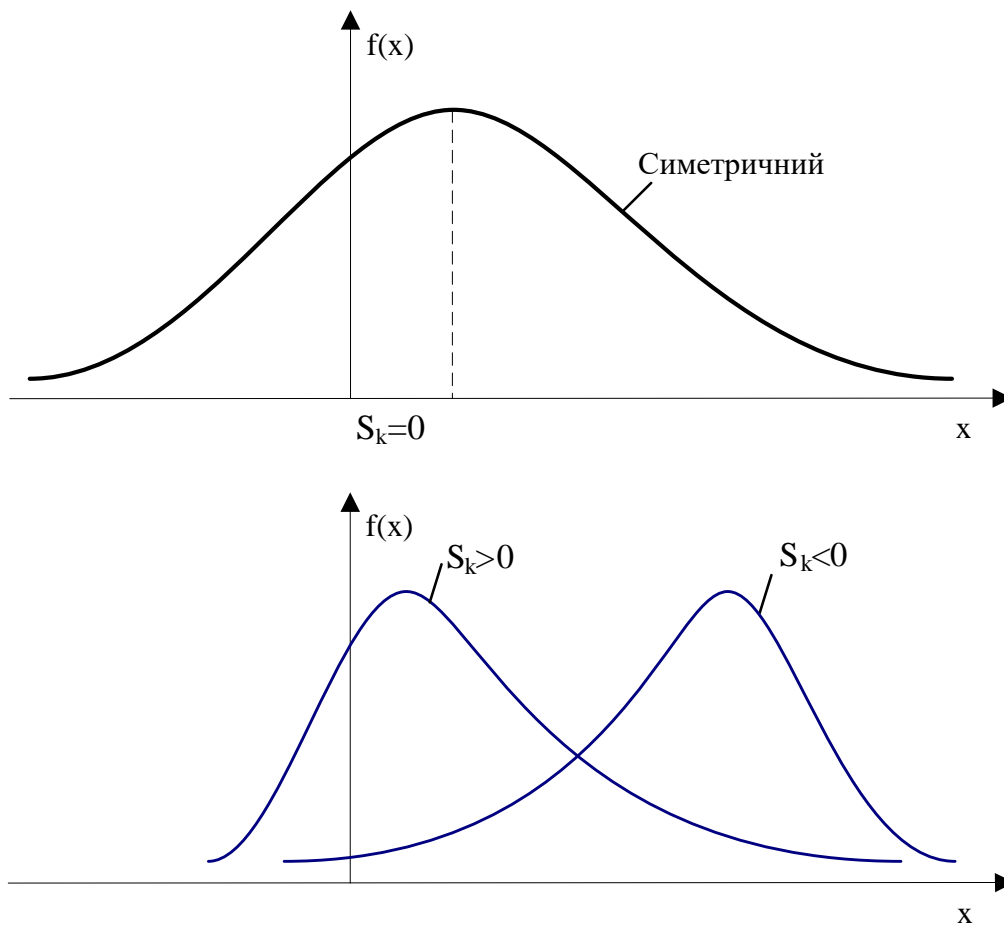 f(x)
Симетричний
Sₖ=0
x
f(x)
Sₖ>0
Sₖ<0
x